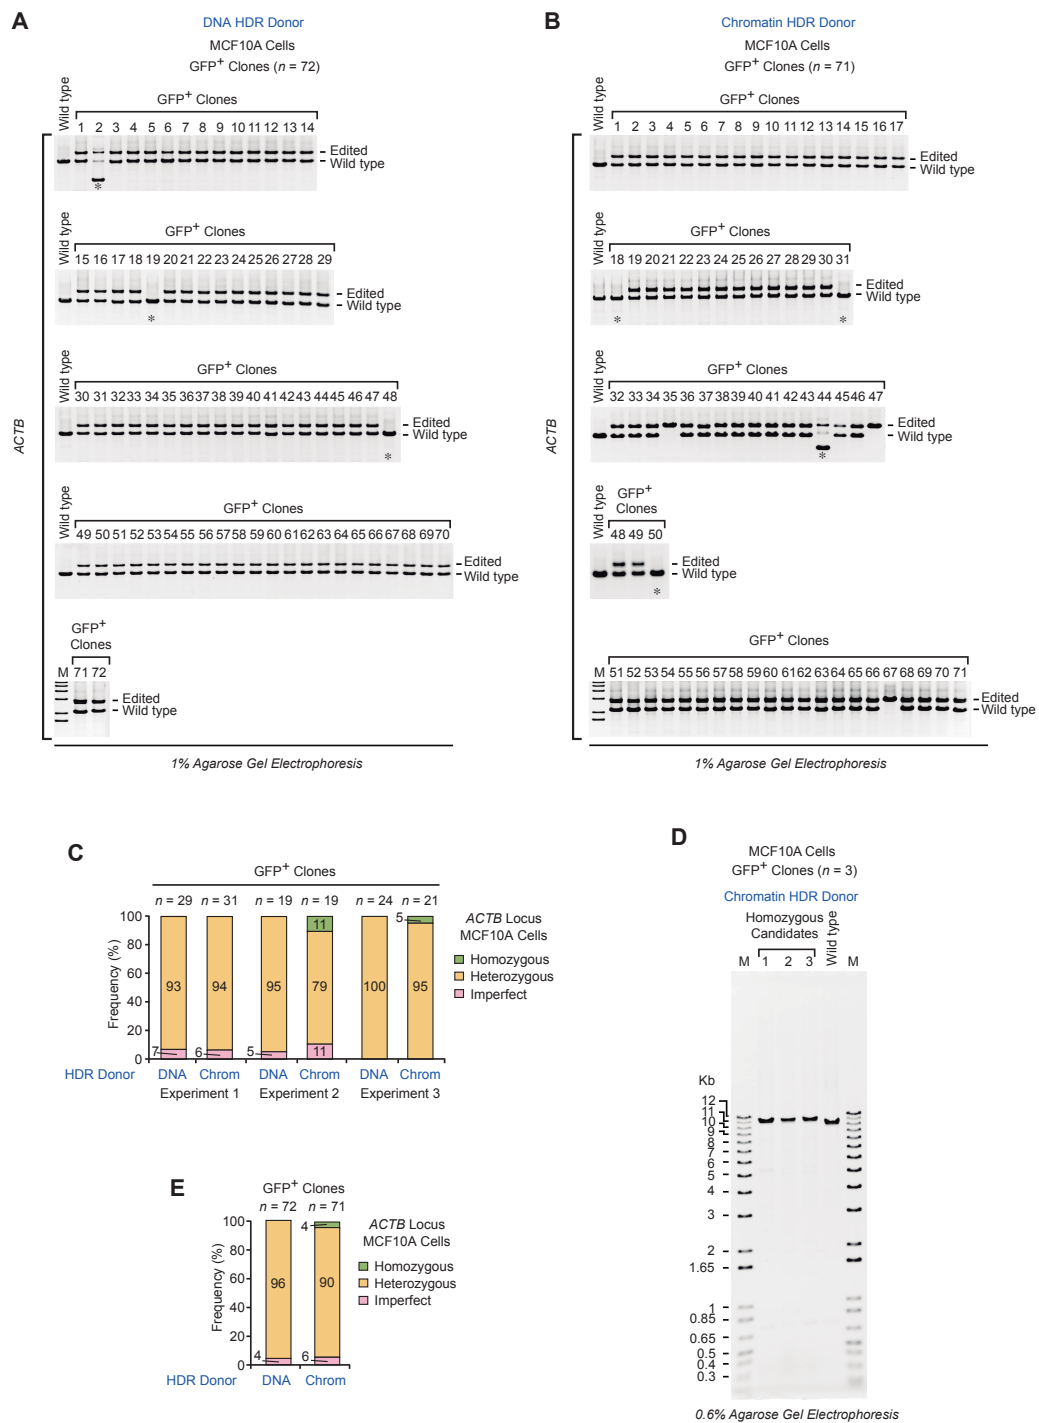 A
DNA HDR Donor
MCF10A Cells
GFP+ Clones (n = 72)
Wild type
GFP+ Clones
1 2 3 4 5 6 7 8 9 10 11 12 13 14
Edited
Wild type
*
Wild type
GFP+ Clones
15 16 17 18 19 20 21 22 23 24 25 26 27 28 29
Edited
Wild type
*
Wild type
GFP+ Clones
30 31 32 33 34 35 36 37 38 39 40 41 42 43 44 45 46 47 48
Edited
Wild type
*
ACTB
Wild type
GFP+ Clones
49 50 51 52 53 54 55 56 57 58 59 60 61 62 63 64 65 66 67 68 69 70
Edited
Wild type
GFP+
Clones
M 71 72
Edited
Wild type
1% Agarose Gel Electrophoresis
B
Chromatin HDR Donor
MCF10A Cells
GFP+ Clones (n = 71)
Wild type
GFP+ Clones
1 2 3 4 5 6 7 8 9 10 11 12 13 14 15 16 17
Edited
Wild type
Wild type
GFP+ Clones
18 19 20 21 22 23 24 25 26 27 28 29 30 31
Edited
Wild type
* *
Wild type
GFP+ Clones
32 33 34 35 36 37 38 39 40 41 42 43 44 45 46 47
Edited
Wild type
*
ACTB
Wild type
GFP+
Clones
48 49 50
Edited
Wild type
*
GFP+ Clones
M 51 52 53 54 55 56 57 58 59 60 61 62 63 64 65 66 67 68 69 70 71
Edited
Wild type
1% Agarose Gel Electrophoresis
C
GFP+ Clones
n = 29 n = 31 n = 19 n = 19 n = 24 n = 21
Frequency (%)
100
80
60
40
20
0
93 94 95 11 79 11 100 5 95
7 6 5
ACTB Locus
MCF10A Cells
Homozygous
Heterozygous
Imperfect
HDR Donor DNA Chrom DNA Chrom DNA Chrom
Experiment 1 Experiment 2 Experiment 3
D
MCF10A Cells
GFP+ Clones (n = 3)
Chromatin HDR Donor
Homozygous
Candidates
Wild type
M 1 2 3 M
Kb
12
11
10
9
8
7
6
5
4
3
2
1.65
1
0.85
0.65
0.5
0.4
0.3
0.6% Agarose Gel Electrophoresis
E
GFP+ Clones
n = 72 n = 71
Frequency (%)
100
80
60
40
20
0
96 4 90
4 6
ACTB Locus
MCF10A Cells
Homozygous
Heterozygous
Imperfect
HDR Donor DNA Chrom